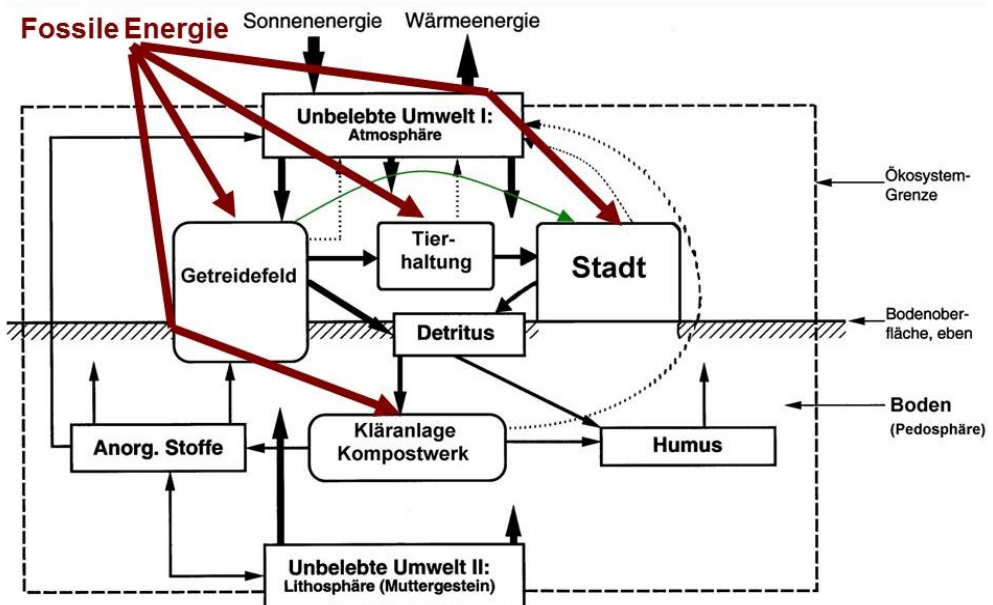 Fossile Energie
Sonnenenergie
Wärmeenergie
Unbelebte Umwelt I:
Atmosphäre
Ökosystem-
Grenze
Getreidefeld
Tier-
haltung
Stadt
Bodenober-
fläche, eben
Detritus
Boden
(Pedosphäre)
Anorg. Stoffe
Kläranlage
Kompostwerk
Humus
Unbelebte Umwelt II:
Lithosphäre (Muttergestein)